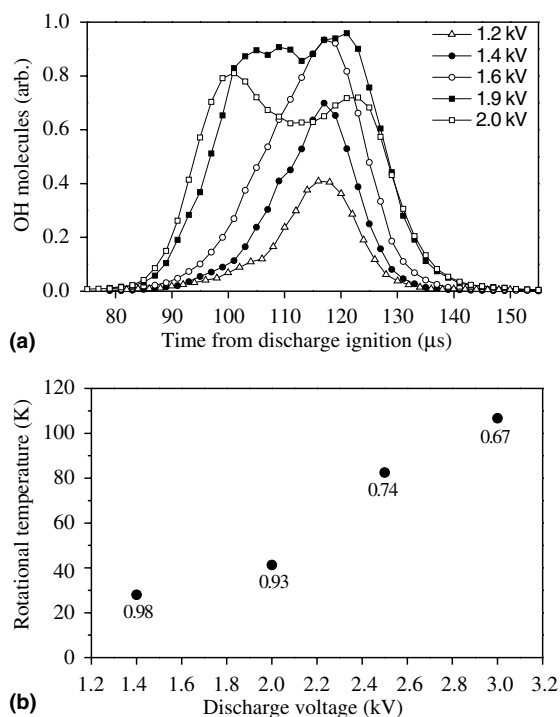 1.2 kV
1.4 kV
1.6 kV
1.9 kV
2.0 kV
OH molecules (arb.)
1.0
0.8
0.6
0.4
0.2
0.0
80 90 100 110 120 130 140 150
Time from discharge ignition (μs)
(a)
Rotational temperature (K)
120
100
80
60
40
20
0
0.98
0.93
0.74
0.67
1.2 1.4 1.6 1.8 2.0 2.2 2.4 2.6 2.8 3.0 3.2
Discharge voltage (kV)
(b)